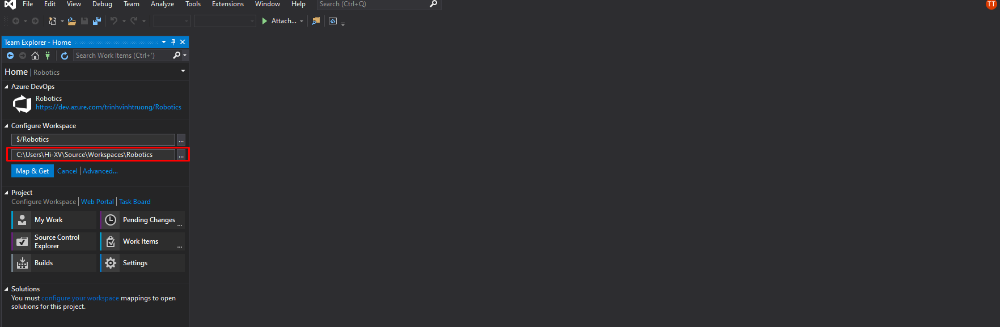 File Edit View Debug Team Analyze Tools Extensions Window Help Search (Ctrl+Q) TT
Attach...
Team Explorer - Home
Search Work Items (Ctrl+')
Home | Robotics
Azure DevOps
Robotics
https://dev.azure.com/trinhvinhtruong/Robotics
Configure Workspace
$/Robotics ...
C:\Users\Hi-XV\Source\Workspaces\Robotics ...
Map & Get Cancel | Advanced...
Project
Configure Workspace | Web Portal | Task Board
My Work
Pending Changes ...
Source Control
Explorer
Work Items ...
Builds
Settings
Solutions
You must configure your workspace mappings to open
solutions for this project.